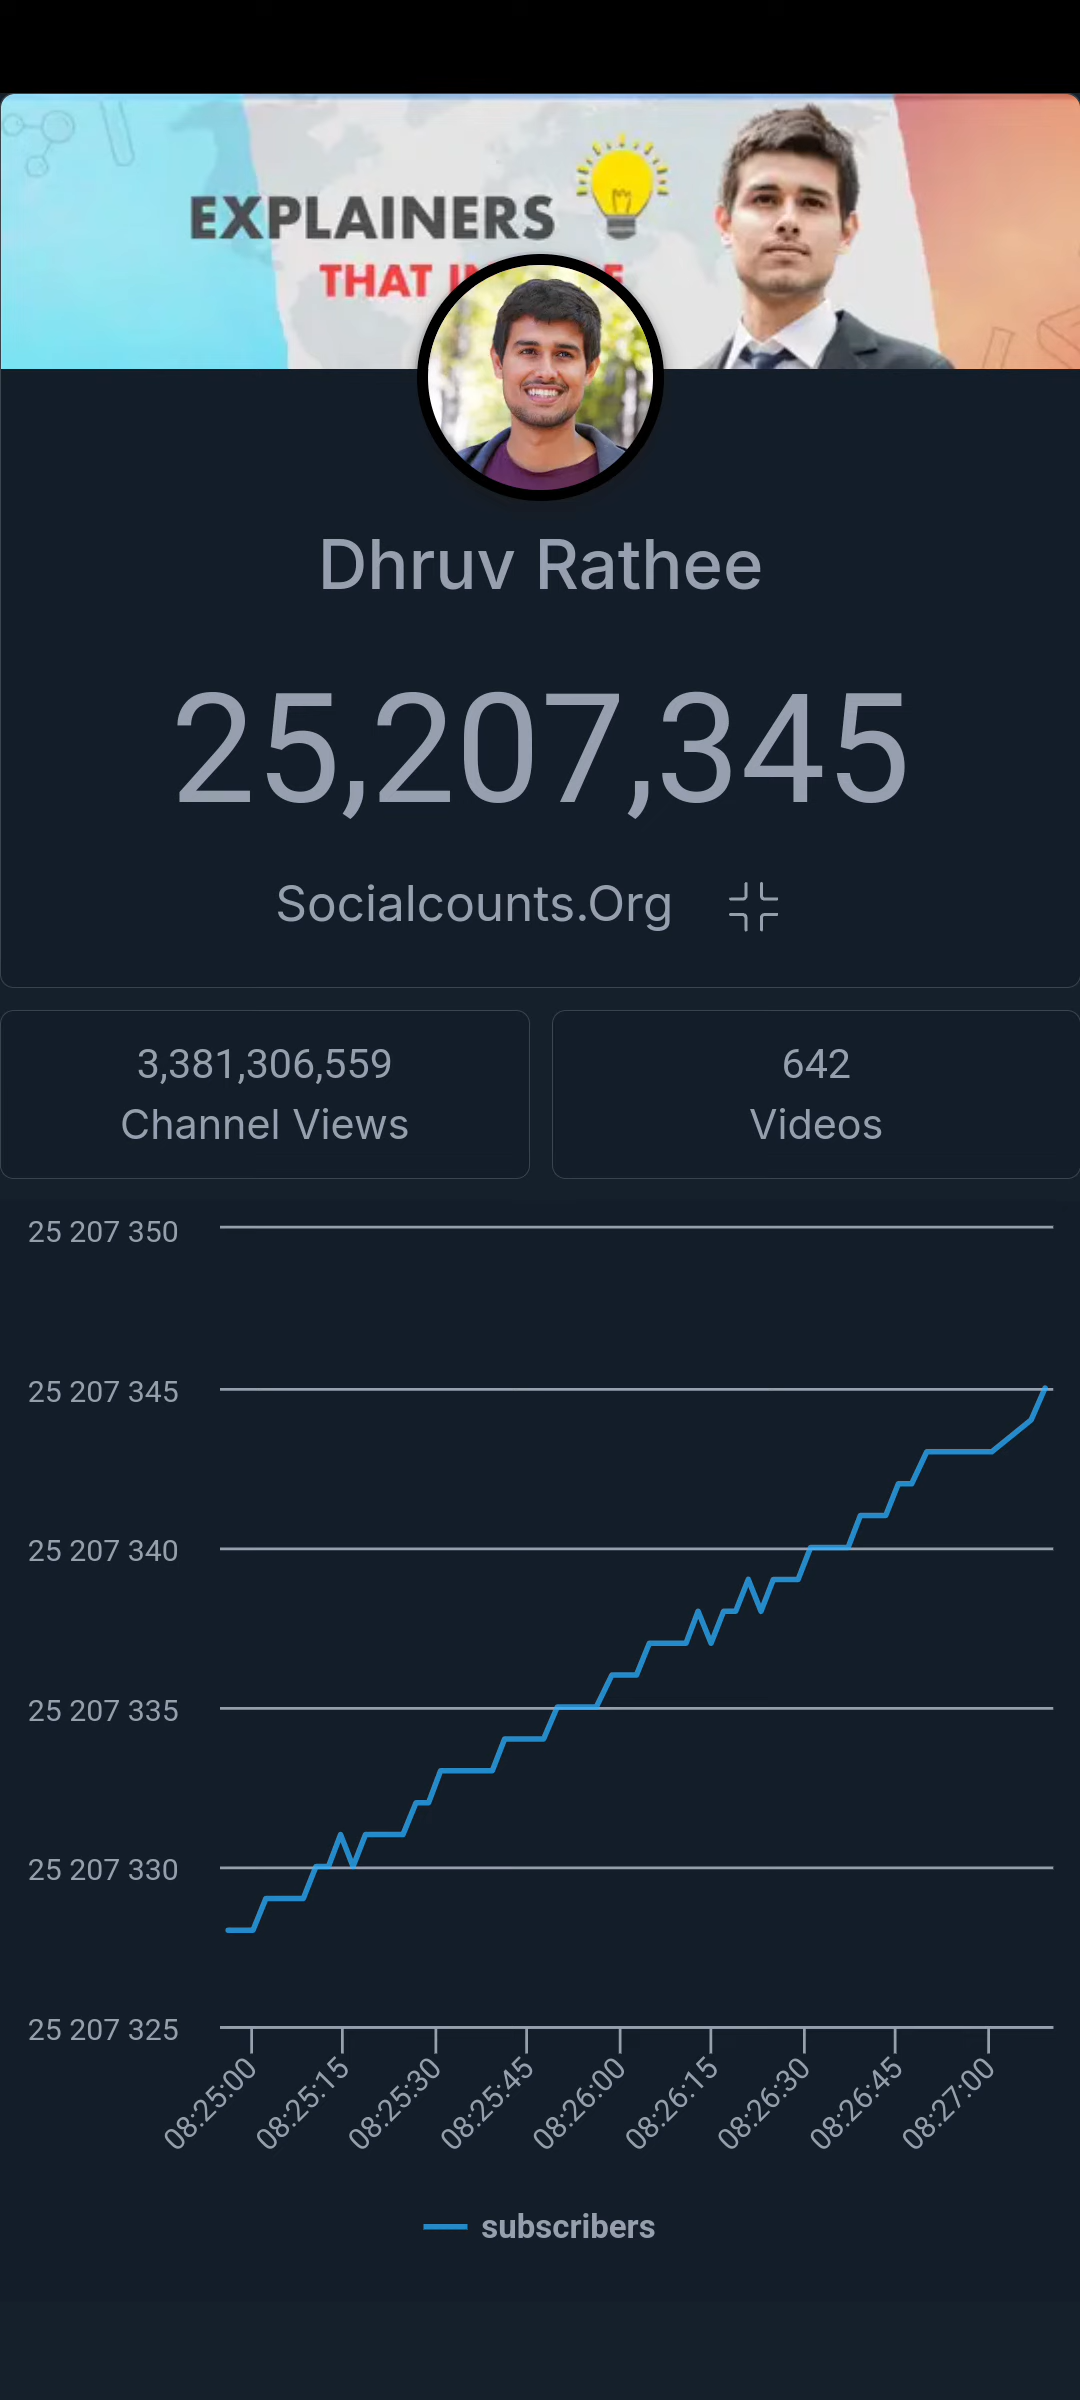 EXPLAINERS
THAT
Dhruv Rathee
25,207,345
Socialcounts.Org
3,381,306,559
Channel Views
642
Videos
25 207 350
25 207 345
25 207 340
25 207 335
25 207 330
25 207 325
08:25:00
08:25:15
08:25:30
08:25:45
08:26:00
08:26:15
08:26:30
08:26:45
08:27:00
subscribers